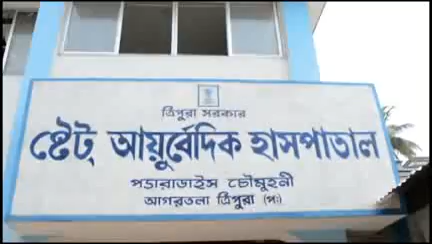 ত্রিপুরা সরকার
ষ্টেট্ আয়ুর্বেদিক হাসপাতাল
প্যারাডাইস চৌমুহনী
আগরতলা ত্রিপুরা (পঃ)